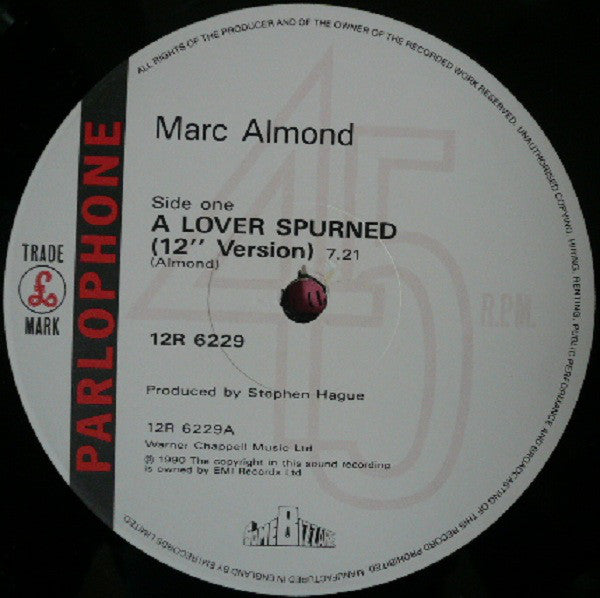 ALL RIGHTS OF THE PRODUCER AND OF THE OWNER OF THE RECORDED WORK RESERVED. UNAUTHORISED COPYING, HIRING, RENTING, PUBLIC PERFORMANCE AND BROADCASTING OF THIS RECORD PROHIBITED. MANUFACTURED IN ENGLAND BY EMI RECORDS LIMITED
PARLOPHONE
TRADE
£
MARK
45
R.P.M.
Marc Almond
Side one
A LOVER SPURNED
(12'' Version) 7.21
(Almond)
12R 6229
Produced by Stephen Hague
12R 6229A
Warner Chappell Music Ltd
℗ 1990 The copyright in this sound recording
is owned by EMI Records Ltd
SOME BIZZARE